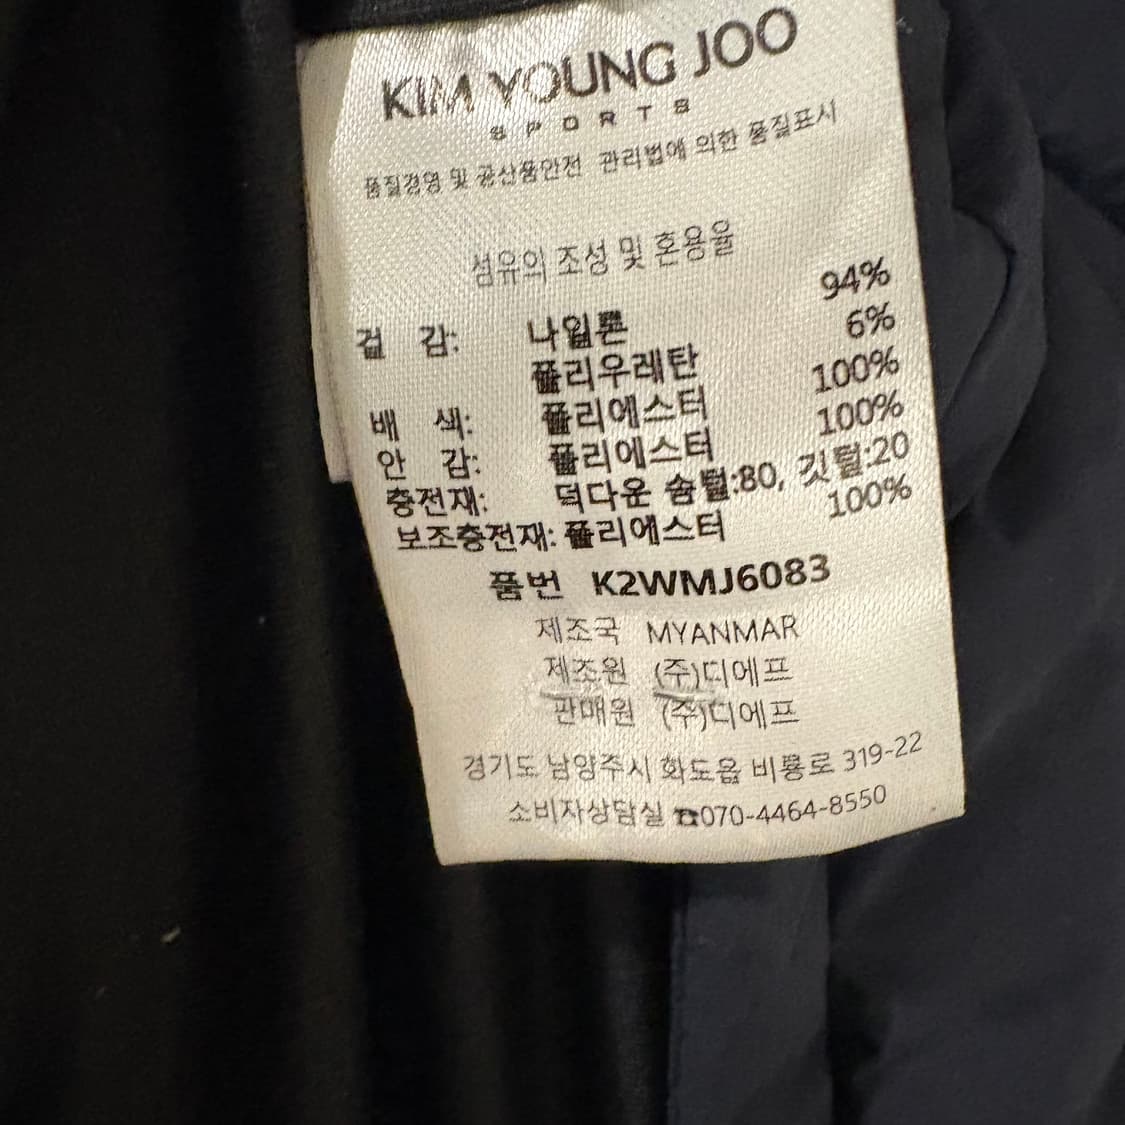 KIM YOUNG JOO
SPORTS
품질경영 및 공산품안전 관리법에 의한 품질표시
섬유의 조성 및 혼용율
겉 감: 나일론 94%
폴리우레탄 6%
배 색: 폴리에스터 100%
안 감: 폴리에스터 100%
충전재: 덕다운 솜털:80, 깃털:20
보조충전재: 폴리에스터 100%
품번 K2WMJ6083
제조국 MYANMAR
제조원 (주)디에프
판매원 (주)디에프
경기도 남양주시 화도읍 비룡로 319-22
소비자상담실 ☎070-4464-8550